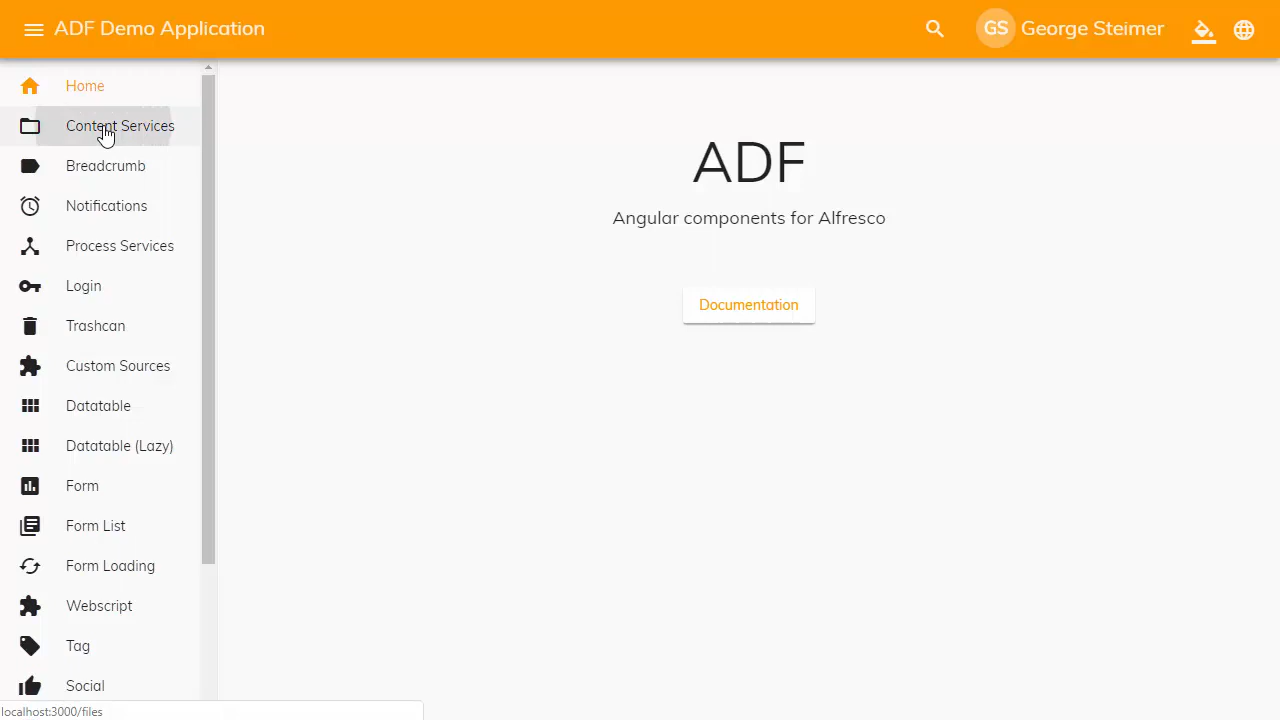 ADF Demo Application
GS George Steimer
Home
Content Services
Breadcrumb
Notifications
Process Services
Login
Trashcan
Custom Sources
Datatable
Datatable (Lazy)
Form
Form List
Form Loading
Webscript
Tag
Social
ADF
Angular components for Alfresco
Documentation
localhost:3000/files